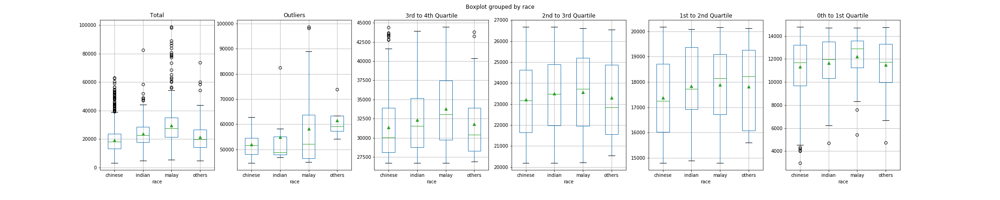 Boxplot grouped by race
Total
100000
80000
60000
40000
20000
0
chinese indian malay others
race
Outliers
100000
90000
80000
70000
60000
50000
chinese indian malay others
race
3rd to 4th Quartile
45000
42500
40000
37500
35000
32500
30000
27500
chinese indian malay others
race
2nd to 3rd Quartile
27000
26000
25000
24000
23000
22000
21000
20000
chinese indian malay others
race
1st to 2nd Quartile
20000
19000
18000
17000
16000
15000
chinese indian malay others
race
0th to 1st Quartile
14000
12000
10000
8000
6000
4000
chinese indian malay others
race